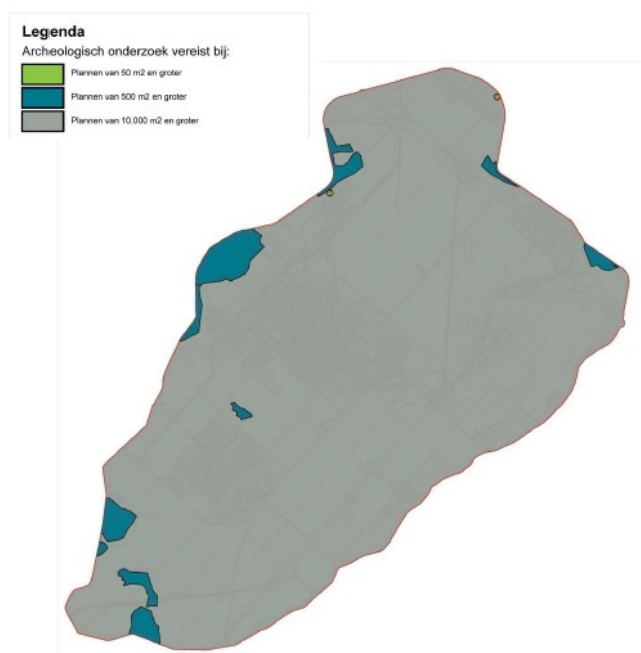 Legenda
Archeologisch onderzoek vereist bij:
Plannen van 50 m2 en groter
Plannen van 500 m2 en groter
Plannen van 10.000 m2 en groter